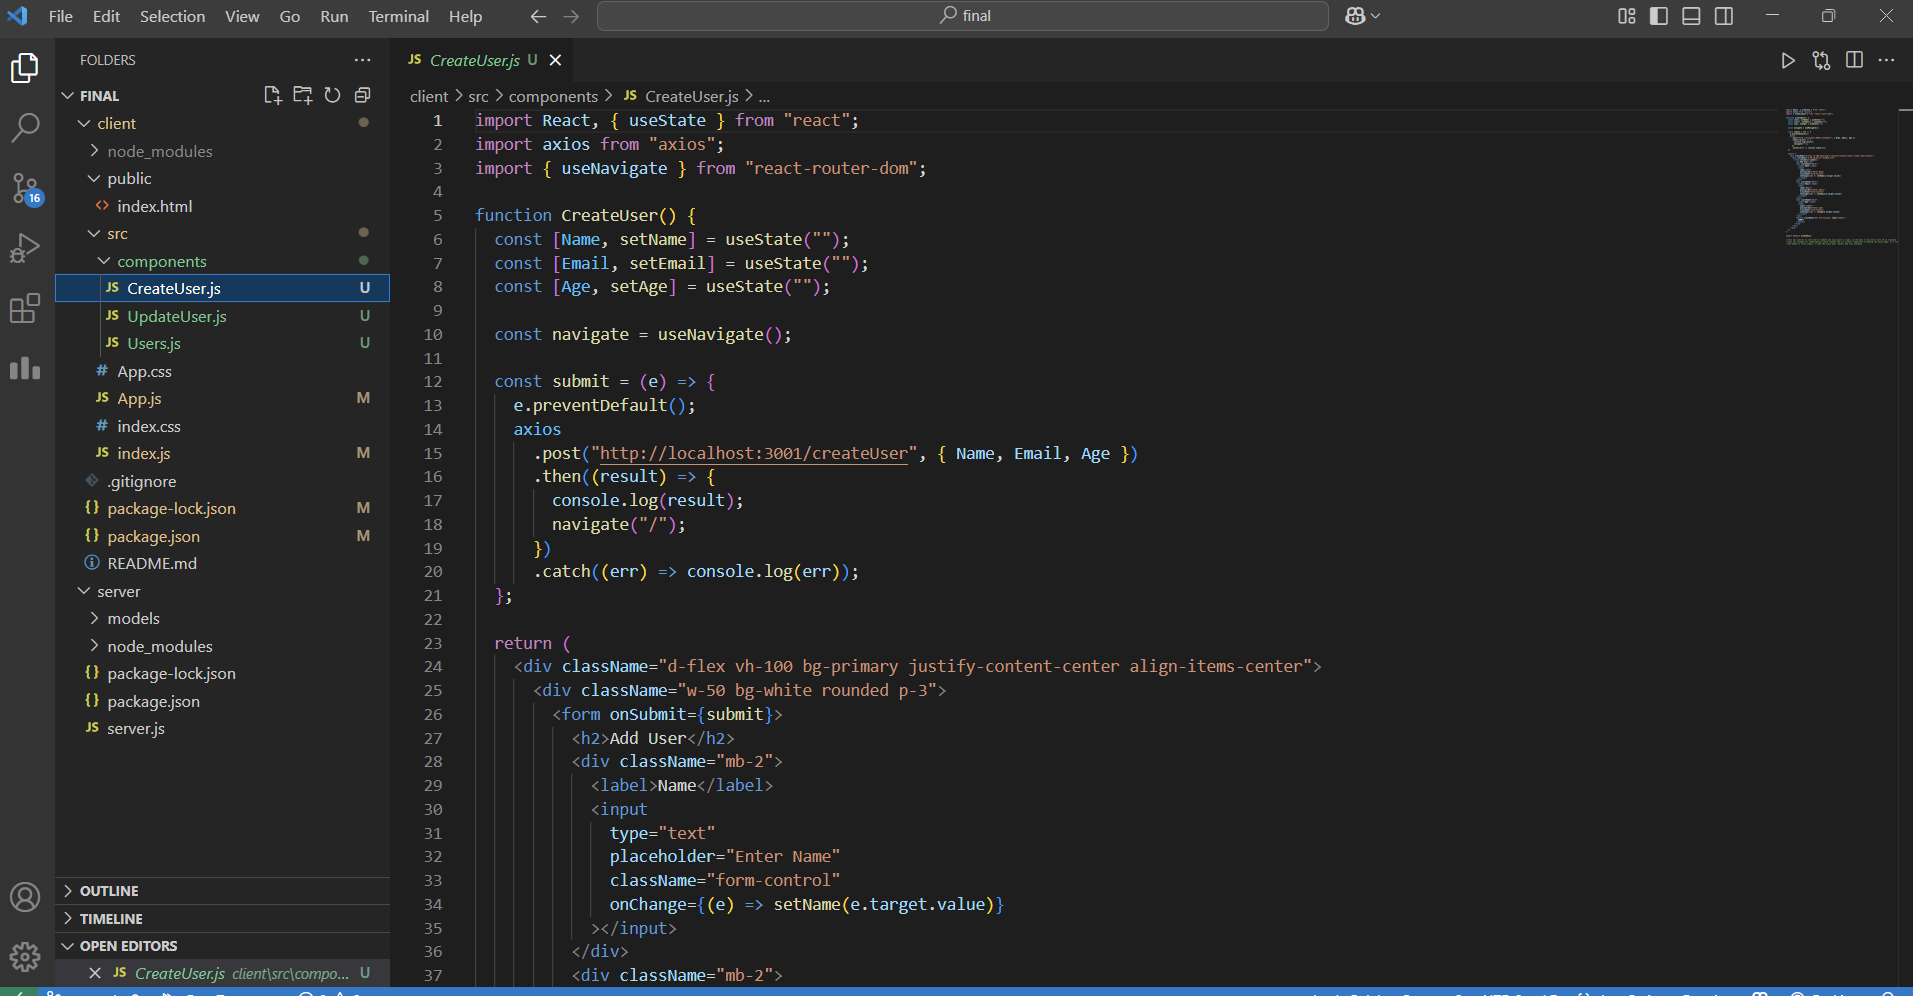 File Edit Selection View Go Run Terminal Help
final
FOLDERS
FINAL
client
node_modules
public
<> index.html
src
components
JS CreateUser.js U
JS UpdateUser.js U
JS Users.js U
# App.css
JS App.js M
# index.css
JS index.js M
.gitignore
{} package-lock.json M
{} package.json M
README.md
server
models
node_modules
{} package-lock.json
{} package.json
JS server.js
16
OUTLINE
TIMELINE
OPEN EDITORS
JS CreateUser.js client\src\compo... U
JS CreateUser.js U
client > src > components > JS CreateUser.js > ...
1 import React, { useState } from "react";
2 import axios from "axios";
3 import { useNavigate } from "react-router-dom";
4
5 function CreateUser() {
6 const [Name, setName] = useState("");
7 const [Email, setEmail] = useState("");
8 const [Age, setAge] = useState("");
9
10 const navigate = useNavigate();
11
12 const submit = (e) => {
13 e.preventDefault();
14 axios
15 .post("http://localhost:3001/createUser", { Name, Email, Age })
16 .then((result) => {
17 console.log(result);
18 navigate("/");
19 })
20 .catch((err) => console.log(err));
21 };
22
23 return (
24 <div className="d-flex vh-100 bg-primary justify-content-center align-items-center">
25 <div className="w-50 bg-white rounded p-3">
26 <form onSubmit={submit}>
27 <h2>Add User</h2>
28 <div className="mb-2">
29 <label>Name</label>
30 <input
31 type="text"
32 placeholder="Enter Name"
33 className="form-control"
34 onChange={(e) => setName(e.target.value)}
35 ></input>
36 </div>
37 <div className="mb-2">